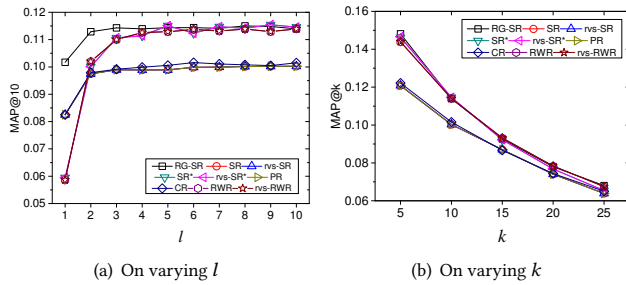 0.12
0.11
0.10
0.09
0.08
0.07
0.06
0.05
MAP@10
RG-SR SR rvs-SR
SR* rvs-SR* PR
CR RWR rvs-RWR
1 2 3 4 5 6 7 8 9 10
l
(a) On varying l
0.16
0.14
0.12
0.10
0.08
0.06
MAP@k
RG-SR SR rvs-SR
SR* rvs-SR* PR
CR RWR rvs-RWR
5 10 15 20 25
k
(b) On varying k